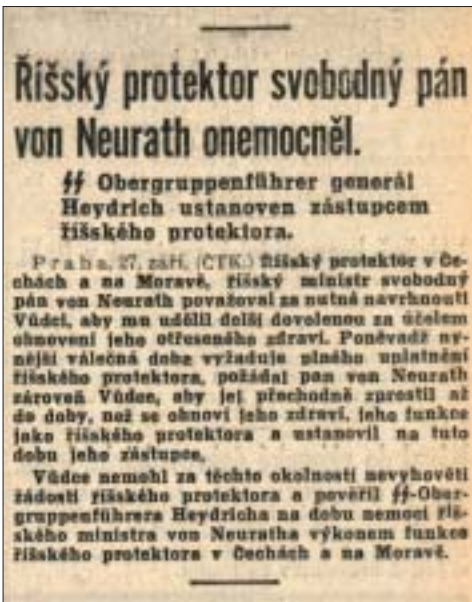 Říšský protektor svobodný pán
von Neurath onemocněl.
SS Obergruppenführer generál
Heydrich ustanoven zástupcem
říšského protektora.
Praha, 27. září. (ČTK.) Říšský protektor v Če-
chách a na Moravě, říšský ministr svobodný
pán von Neurath považoval za nutné navrhnouti
Vůdci, aby mu udělil delší dovolenou za účelem
obnovení jeho otřeseného zdraví. Poněvadž ny-
nější válečná doba vyžaduje plného uplatnění
říšského protektora, požádal pan von Neurath
zároveň Vůdce, aby jej přechodně zprostil až
do doby, než se obnoví jeho zdraví, jeho funkce
jako říšského protektora a ustanovil na tuto
dobu jeho zástupce.
Vůdce nemohl za těchto okolností nevyhověti
žádosti říšského protektora a pověřil SS-Ober-
gruppenführera Heydricha na dobu nemoci říš-
ského ministra von Neuratha výkonem funkce
říšského protektora v Čechách a na Moravě.